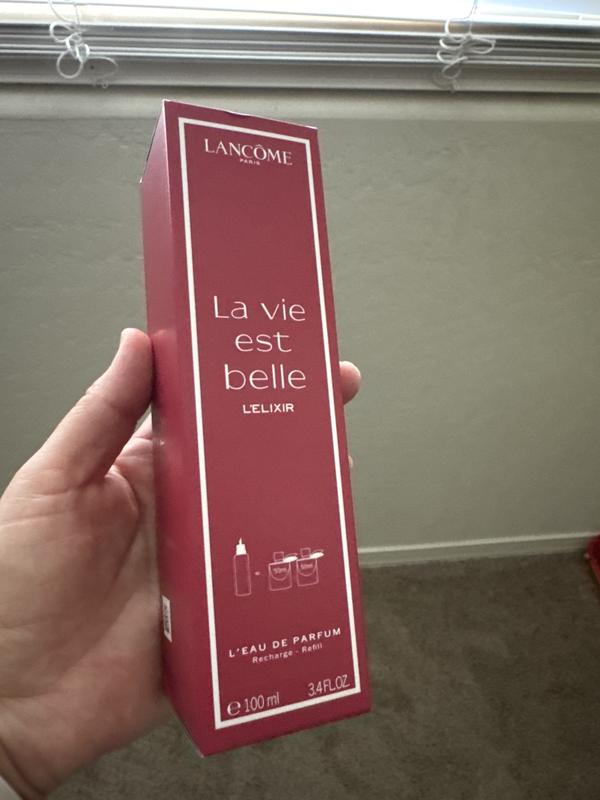 LANCÔME
PARIS
La vie
est
belle
L'ELIXIR
L'EAU DE PARFUM
Recharge - Refill
e 100 ml 3.4 FL.OZ